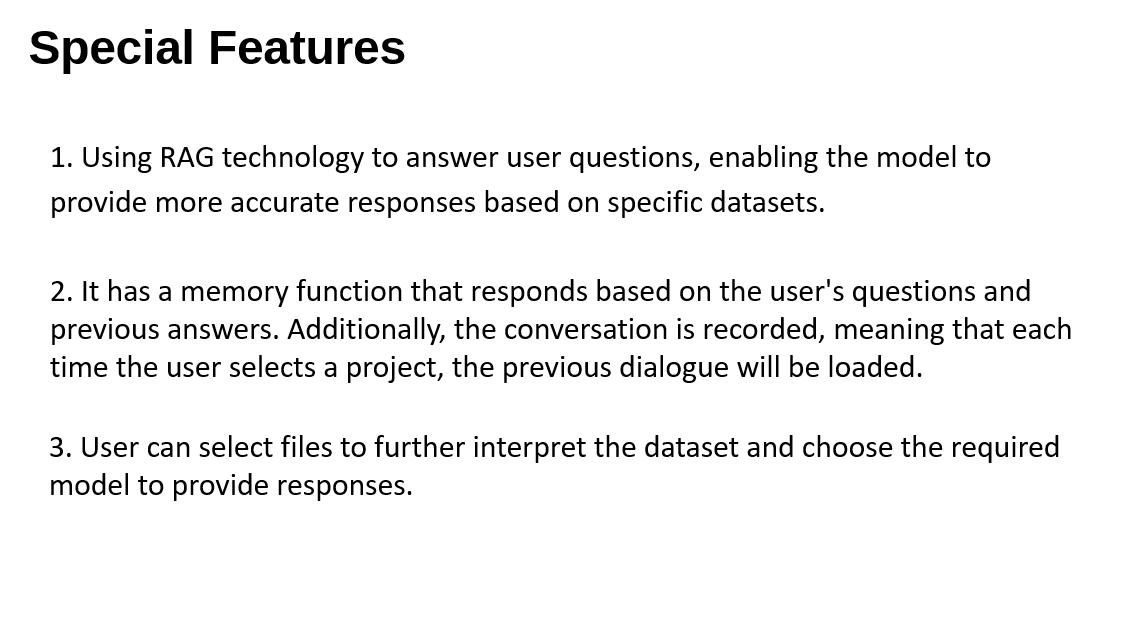 Special Features
1. Using RAG technology to answer user questions, enabling the model to
provide more accurate responses based on specific datasets.
2. It has a memory function that responds based on the user's questions and
previous answers. Additionally, the conversation is recorded, meaning that each
time the user selects a project, the previous dialogue will be loaded.
3. User can select files to further interpret the dataset and choose the required
model to provide responses.